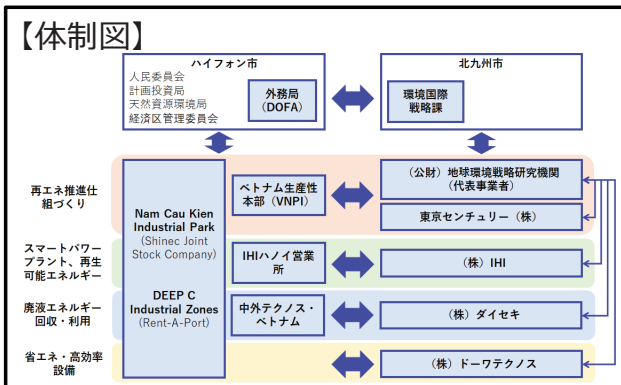 【体制図】
ハイフォン市
人民委員会
計画投資局
天然資源環境局
経済区管理委員会
外務局
（DOFA）
北九州市
環境国際
戦略課
再エネ推進仕
組づくり
Nam Cau Kien
Industrial Park
(Shinec Joint
Stock Company)
DEEP C
Industrial Zones
(Rent-A-Port)
ベトナム生産性
本部（VNPI）
（公財）地球環境戦略研究機関
（代表事業者）
東京センチュリー（株）
スマートパワー
プラント、再生
可能エネルギー
IHIハノイ営業
所
（株）IHI
廃液エネルギー
回収・利用
中外テクノス・
ベトナム
（株）ダイセキ
省エネ・高効率
設備
（株）ドーワテクノス